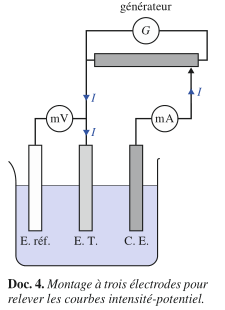 générateur
G
I
I
mV
I
mA
E. réf.
E. T.
C. E.
Doc. 4. Montage à trois électrodes pour
relever les courbes intensité-potentiel.